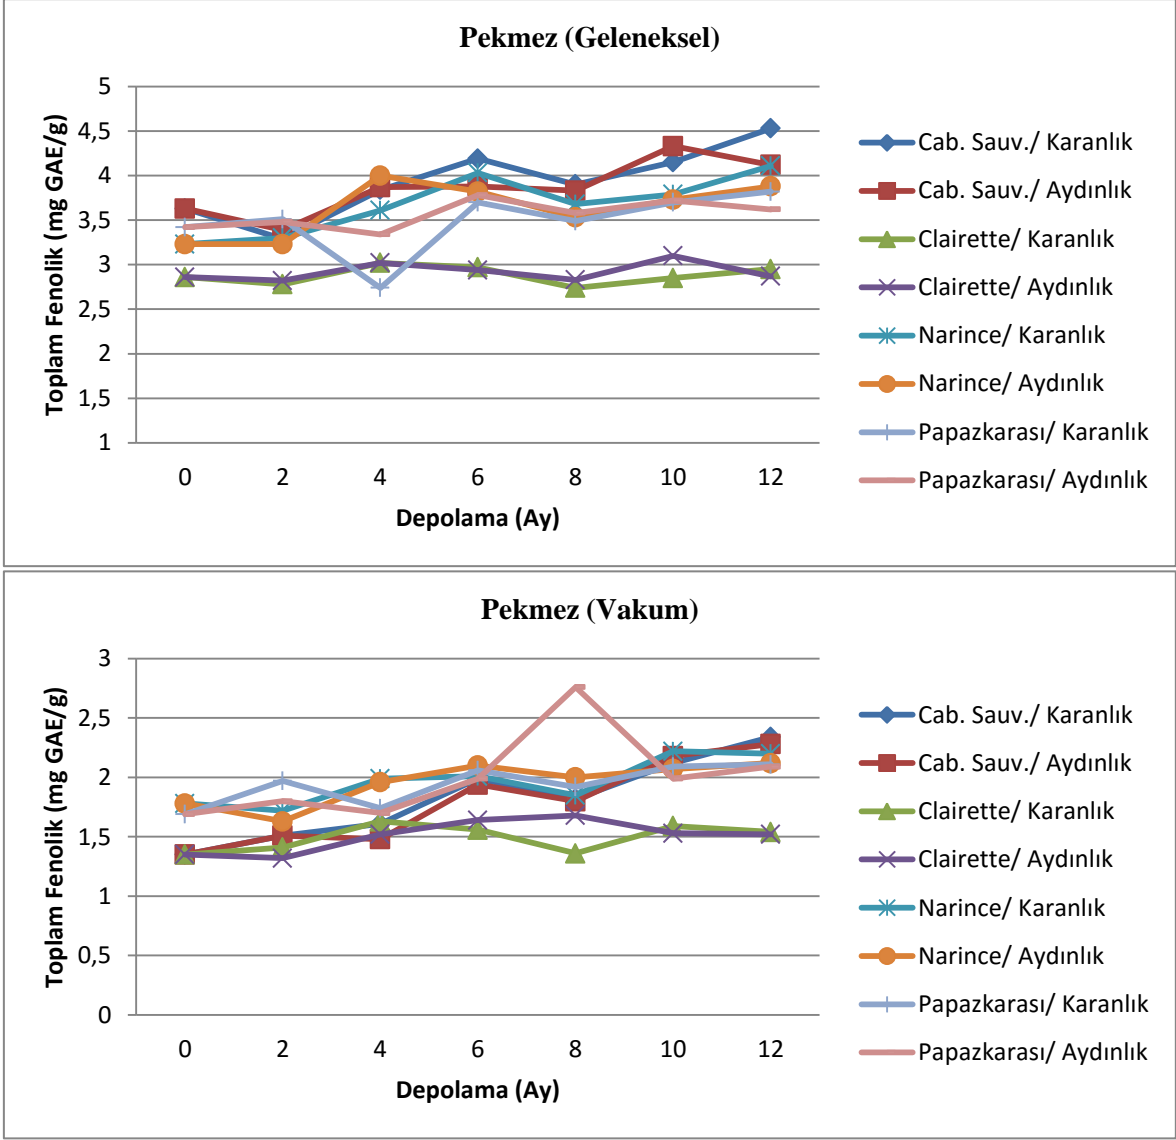 Pekmez (Geleneksel)
Toplam Fenolik (mg GAE/g)
5
4,5
4
3,5
3
2,5
2
1,5
1
0 2 4 6 8 10 12
Depolama (Ay)
Cab. Sauv./ Karanlık
Cab. Sauv./ Aydınlık
Clairette/ Karanlık
Clairette/ Aydınlık
Narince/ Karanlık
Narince/ Aydınlık
Papazkarası/ Karanlık
Papazkarası/ Aydınlık
Pekmez (Vakum)
Toplam Fenolik (mg GAE/g)
3
2,5
2
1,5
1
0,5
0
0 2 4 6 8 10 12
Depolama (Ay)
Cab. Sauv./ Karanlık
Cab. Sauv./ Aydınlık
Clairette/ Karanlık
Clairette/ Aydınlık
Narince/ Karanlık
Narince/ Aydınlık
Papazkarası/ Karanlık
Papazkarası/ Aydınlık